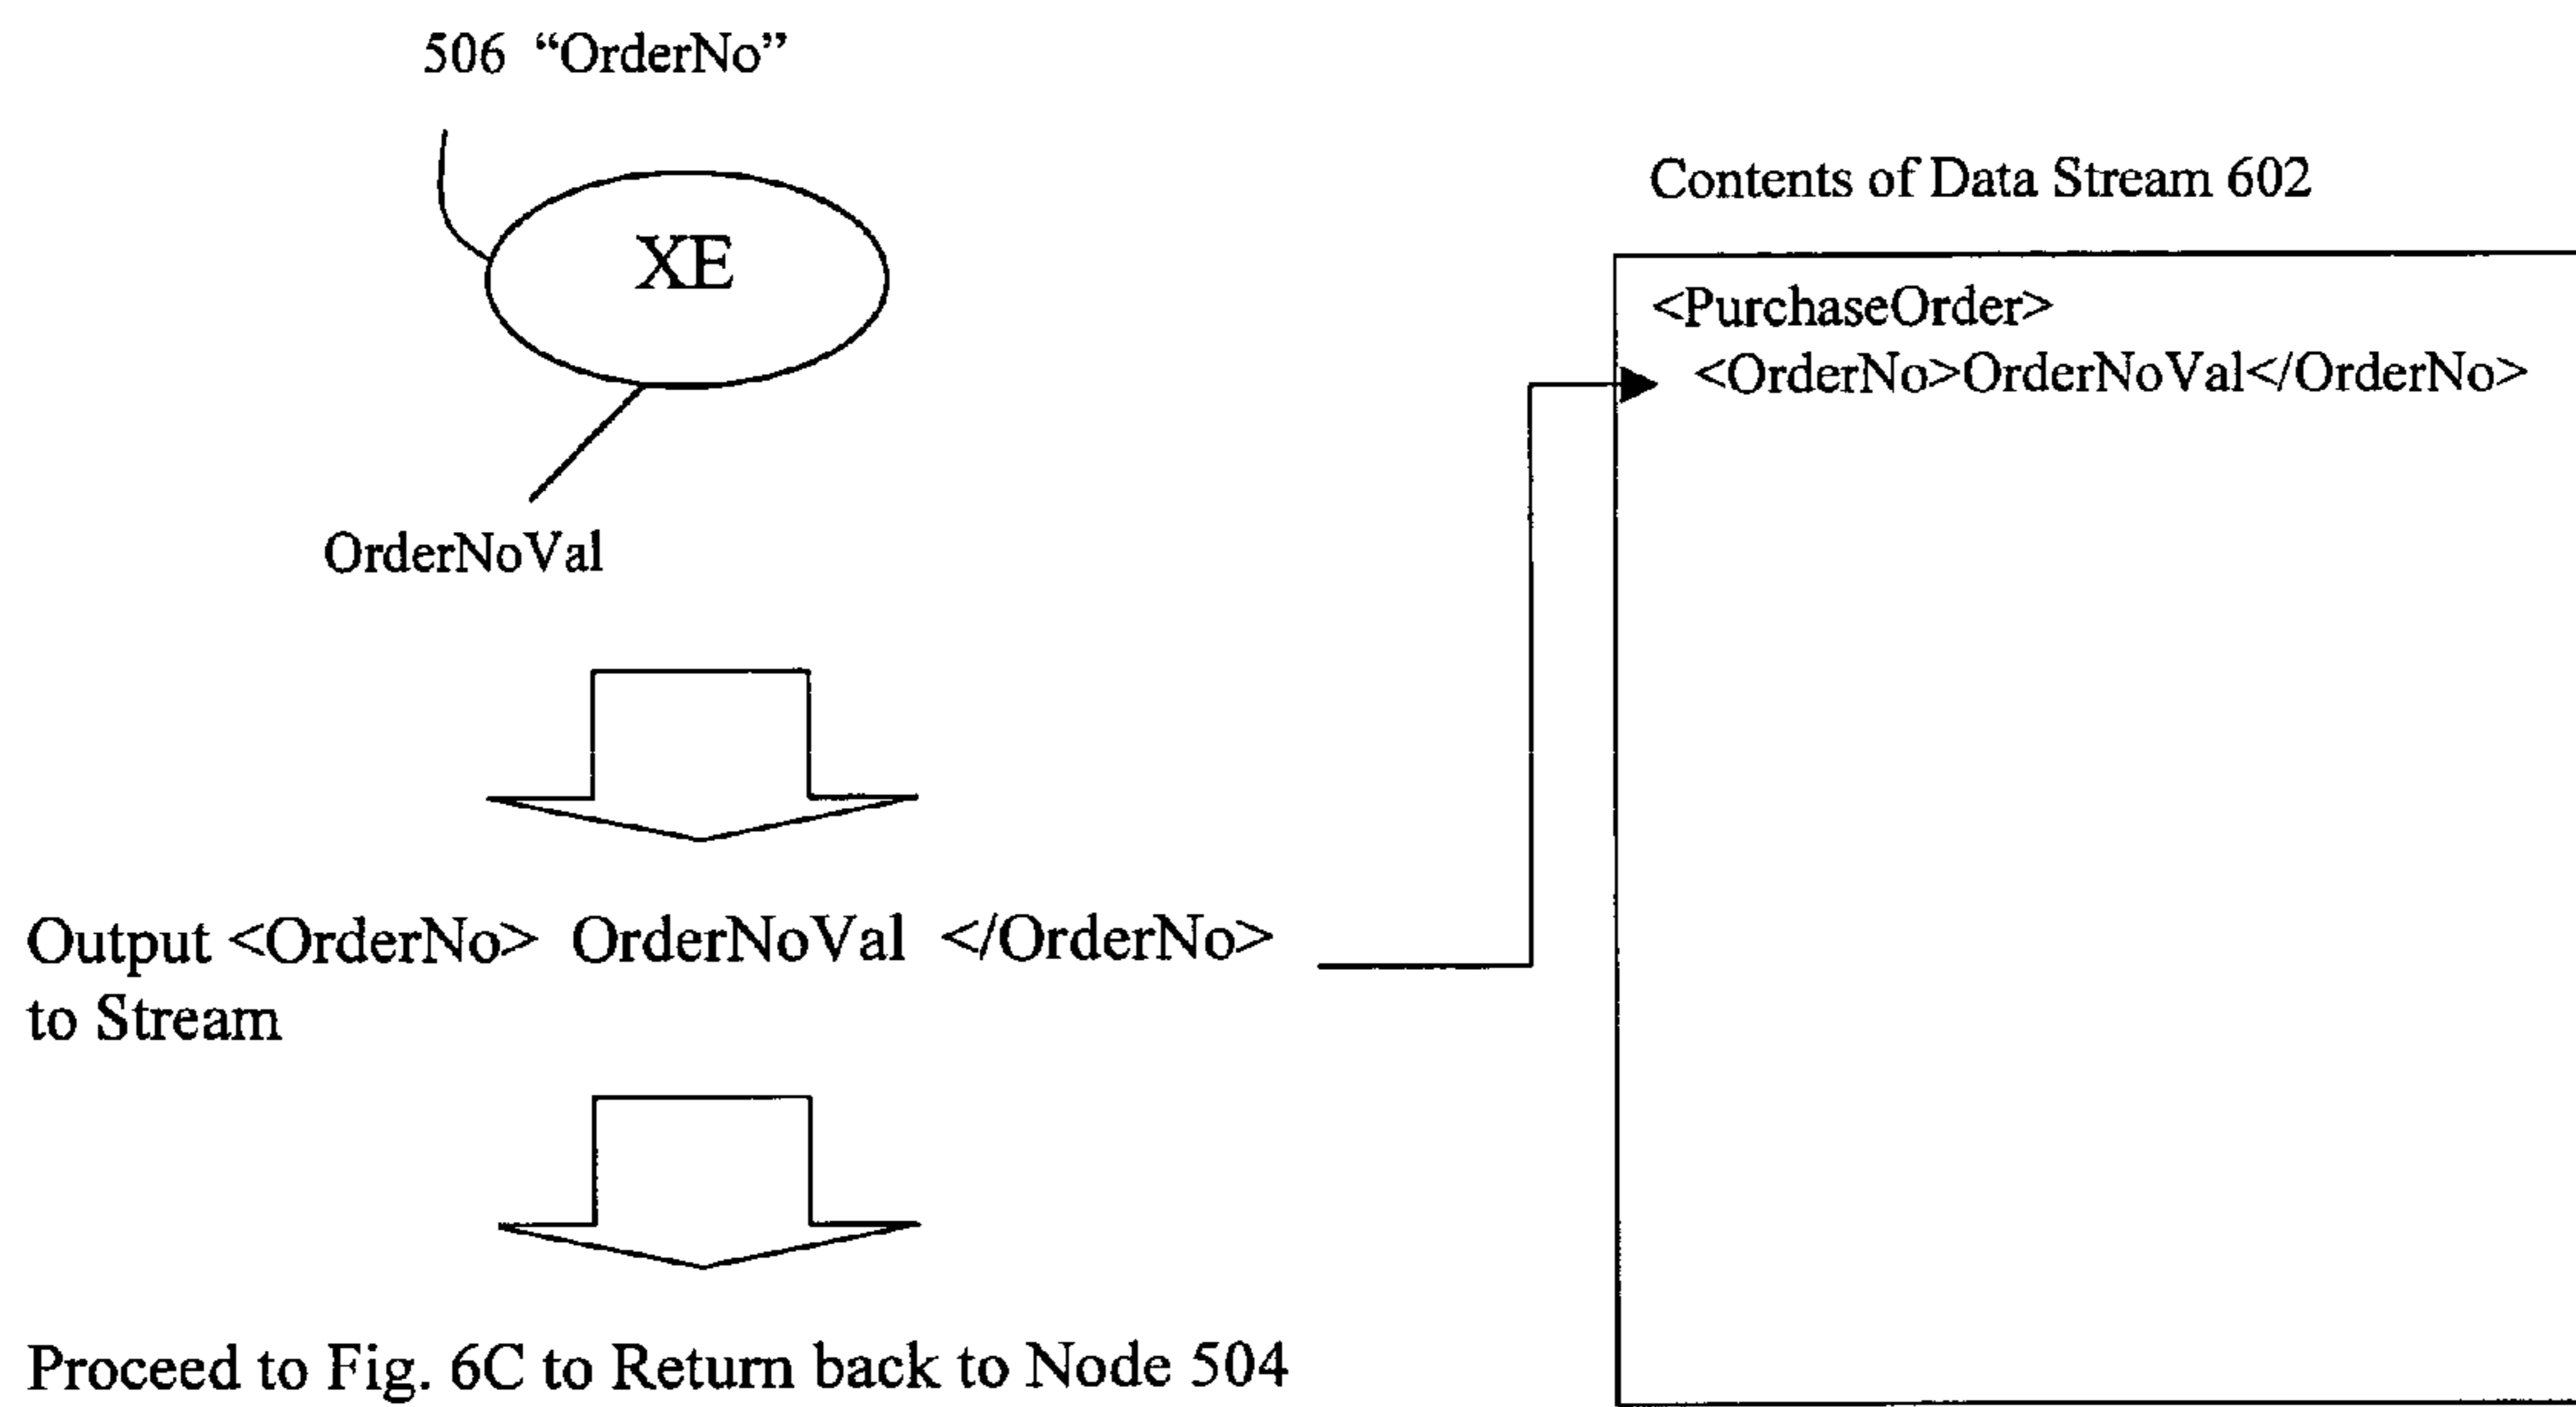 506 “OrderNo”
XE
OrderNoVal
Output <OrderNo> OrderNoVal </OrderNo>
to Stream
Proceed to Fig. 6C to Return back to Node 504
Contents of Data Stream 602
<PurchaseOrder>
<OrderNo>OrderNoVal</OrderNo>